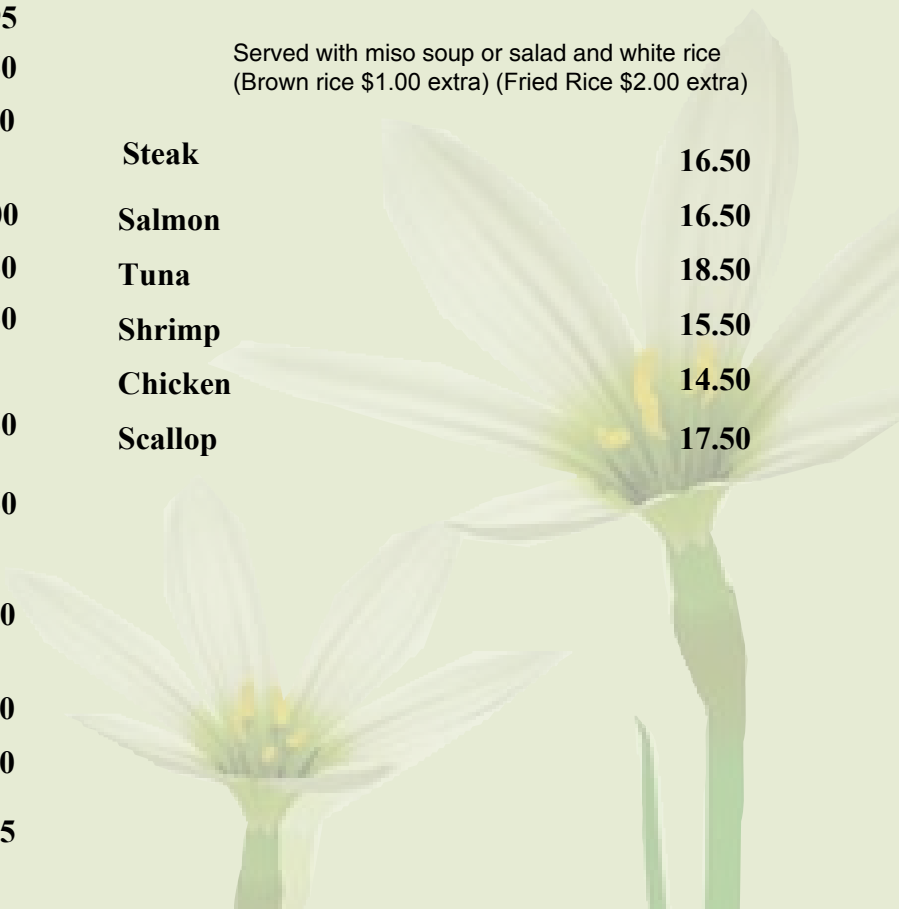 Served with miso soup or salad and white rice
(Brown rice $1.00 extra) (Fried Rice $2.00 extra)
Steak 16.50
Salmon 16.50
Tuna 18.50
Shrimp 15.50
Chicken 14.50
Scallop 17.50